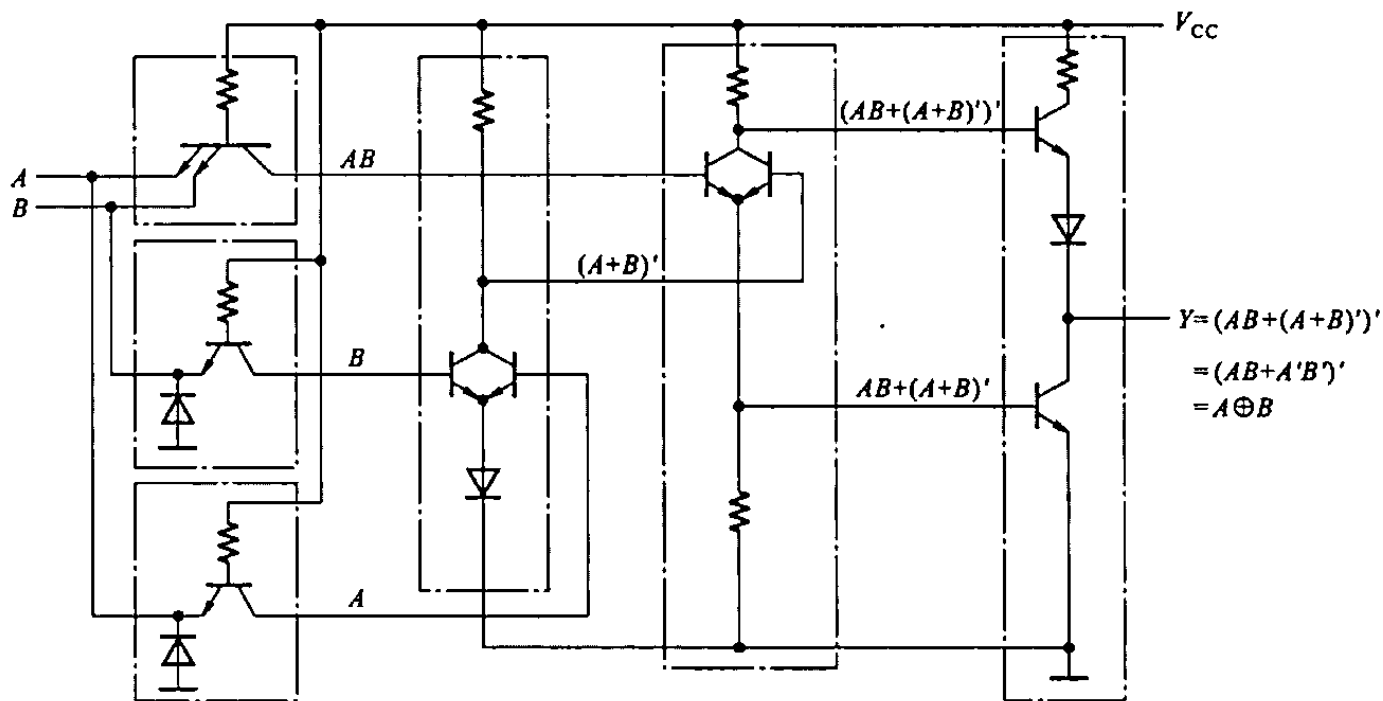 V_CC
(AB+(A+B)')'
AB
A
B
(A+B)'
Y=(AB+(A+B)')'
=(AB+A'B')'
=A⊕B
B
AB+(A+B)'
A